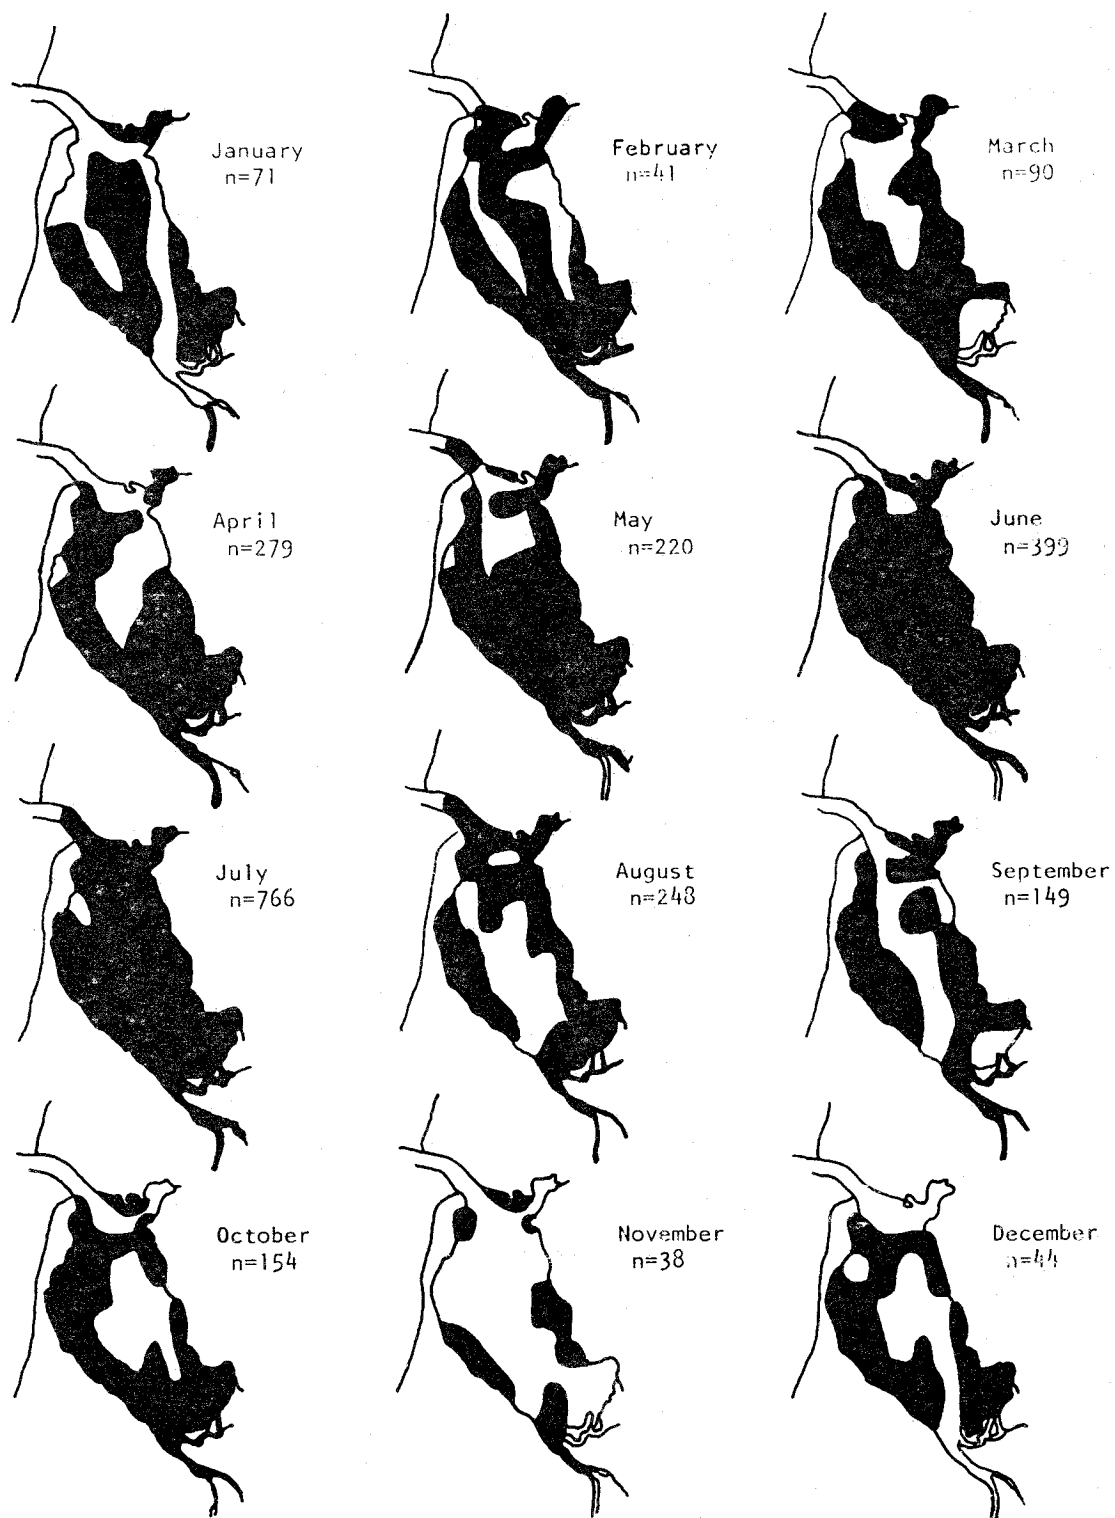 January
n=71
February
n=41
March
n=90
April
n=279
May
n=220
June
n=399
July
n=766
August
n=248
September
n=149
October
n=154
November
n=38
December
n=44